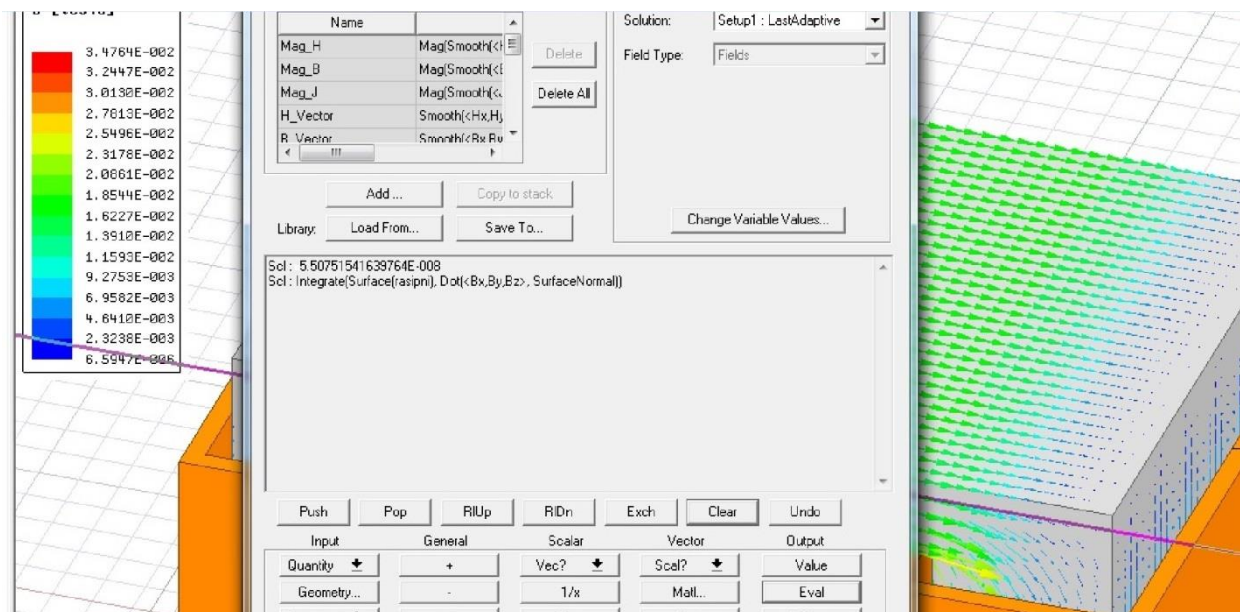 3.4764E-002
3.2447E-002
3.0130E-002
2.7813E-002
2.5496E-002
2.3178E-002
2.0861E-002
1.8544E-002
1.6227E-002
1.3910E-002
1.1593E-002
9.2753E-003
6.9582E-003
4.6410E-003
2.3238E-003
6.5947E-006
Name
Mag_H Mag(Smooth(<H
Mag_B Mag(Smooth(<B
Mag_J Mag(Smooth(<J
H_Vector Smooth(<Hx,Hy
B_Vector Smooth(<Bx,By
Delete
Delete All
Add ... Copy to stack
Library: Load From... Save To...
Solution: Setup1 : LastAdaptive
Field Type: Fields
Change Variable Values...
Scl : 5.50751541639764E-008
Scl : Integrate(Surface(rasipni), Dot(<Bx,By,Bz>, SurfaceNormal))
Push Pop RlUp RlDn Exch Clear Undo
Input General Scalar Vector Output
Quantity + Vec? Scal? Value
Geometry... - 1/x Matl... Eval